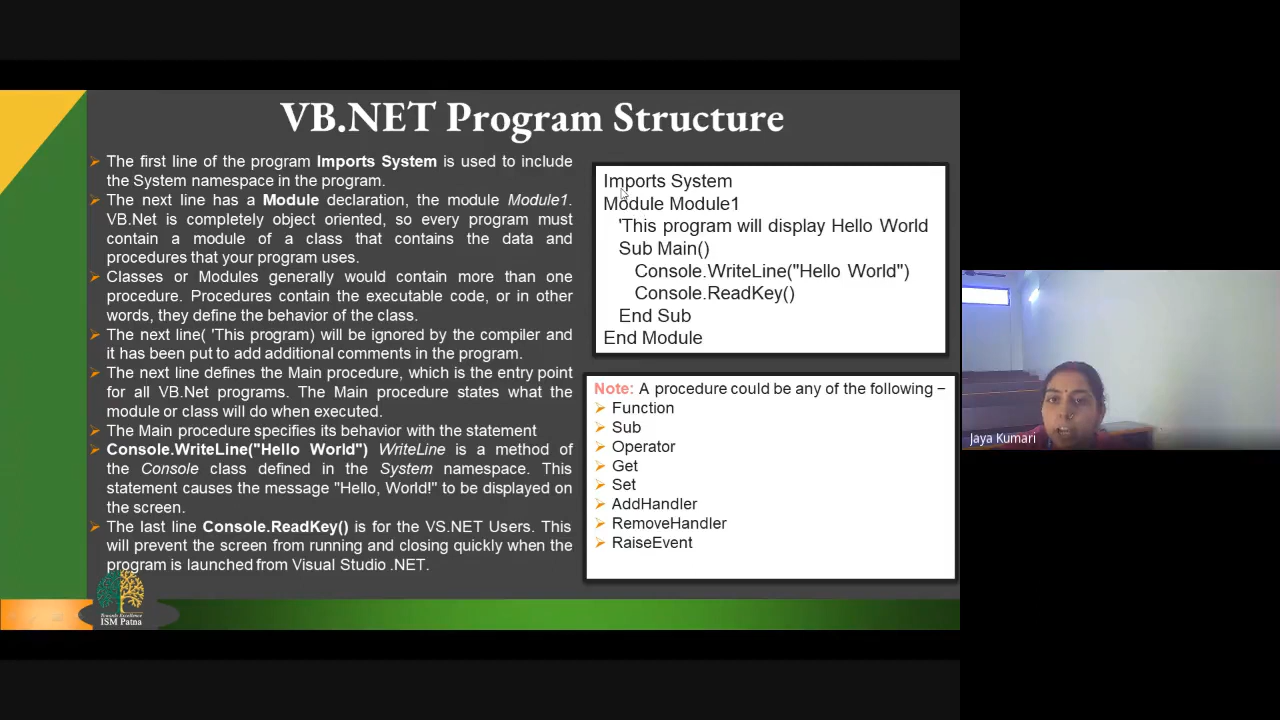 VB.NET Program Structure
The first line of the program Imports System is used to include
the System namespace in the program.
The next line has a Module declaration, the module Module1.
VB.Net is completely object oriented, so every program must
contain a module of a class that contains the data and
procedures that your program uses.
Classes or Modules generally would contain more than one
procedure. Procedures contain the executable code, or in other
words, they define the behavior of the class.
The next line( 'This program) will be ignored by the compiler and
it has been put to add additional comments in the program.
The next line defines the Main procedure, which is the entry point
for all VB.Net programs. The Main procedure states what the
module or class will do when executed.
The Main procedure specifies its behavior with the statement
Console.WriteLine("Hello World") WriteLine is a method of
the Console class defined in the System namespace. This
statement causes the message "Hello, World!" to be displayed on
the screen.
The last line Console.ReadKey() is for the VS.NET Users. This
will prevent the screen from running and closing quickly when the
program is launched from Visual Studio .NET.
Imports System
Module Module1
'This program will display Hello World
Sub Main()
Console.WriteLine("Hello World")
Console.ReadKey()
End Sub
End Module
Note: A procedure could be any of the following −
Function
Sub
Operator
Get
Set
AddHandler
RemoveHandler
RaiseEvent
Towards Excellence
ISM Patna
Jaya Kumari